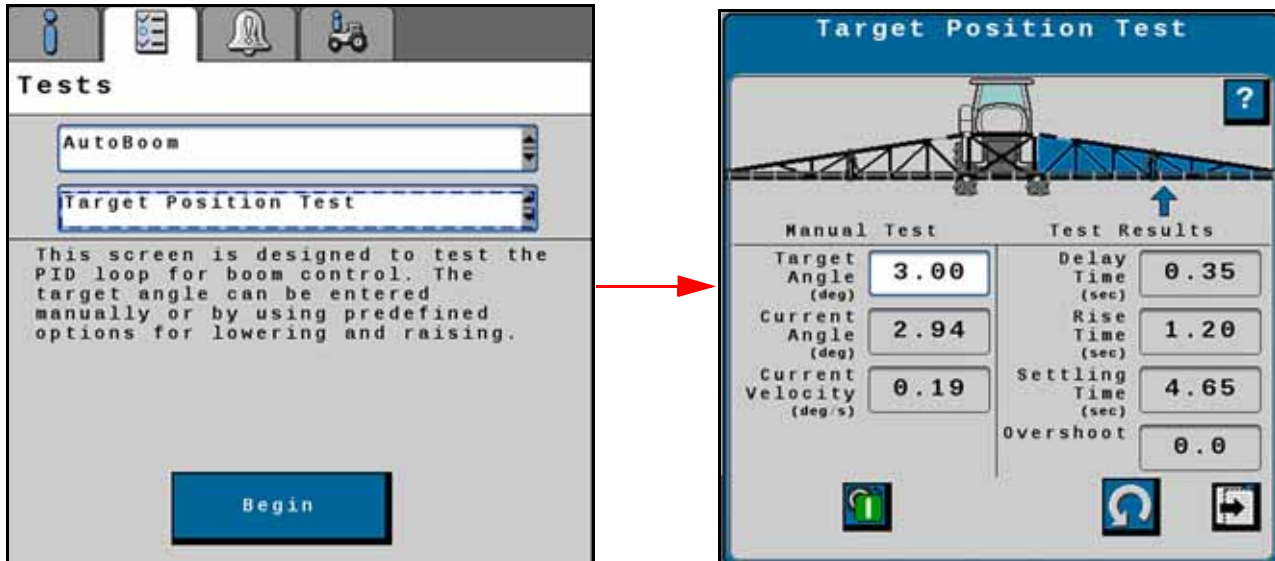 Tests
AutoBoom
Target Position Test
This screen is designed to test the
PID loop for boom control. The
target angle can be entered
manually or by using predefined
options for lowering and raising.
Begin
Target Position Test
?
Manual Test
Target
Angle
(deg)
3.00
Current
Angle
(deg)
2.94
Current
Velocity
(deg/s)
0.19
Test Results
Delay
Time
(sec)
0.35
Rise
Time
(sec)
1.20
Settling
Time
(sec)
4.65
Overshoot
0.0